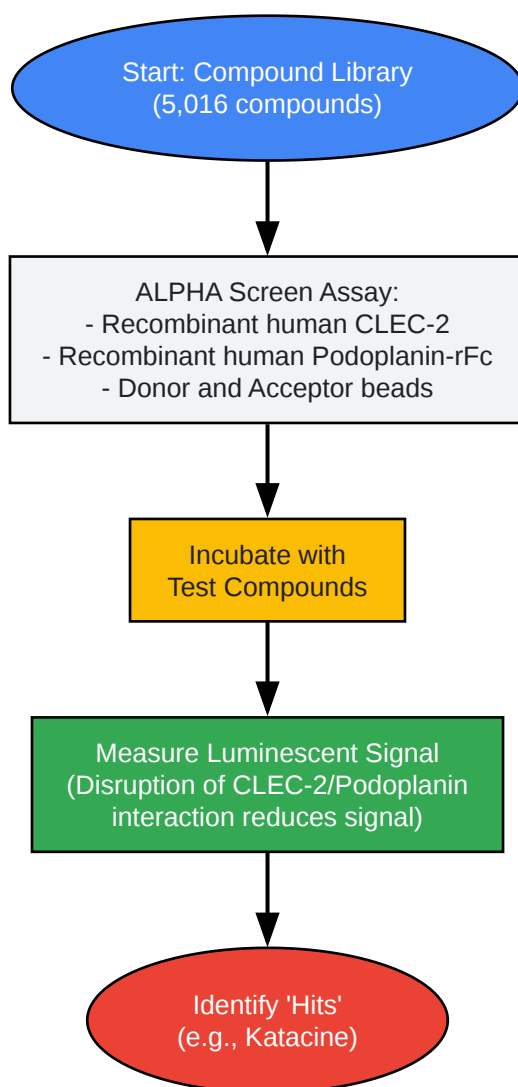 Start: Compound Library
(5,016 compounds)
ALPHA Screen Assay:
- Recombinant human CLEC-2
- Recombinant human Podoplanin-rFc
- Donor and Acceptor beads
Incubate with
Test Compounds
Measure Luminescent Signal
(Disruption of CLEC-2/Podoplanin
interaction reduces signal)
Identify 'Hits'
(e.g., Katacine)